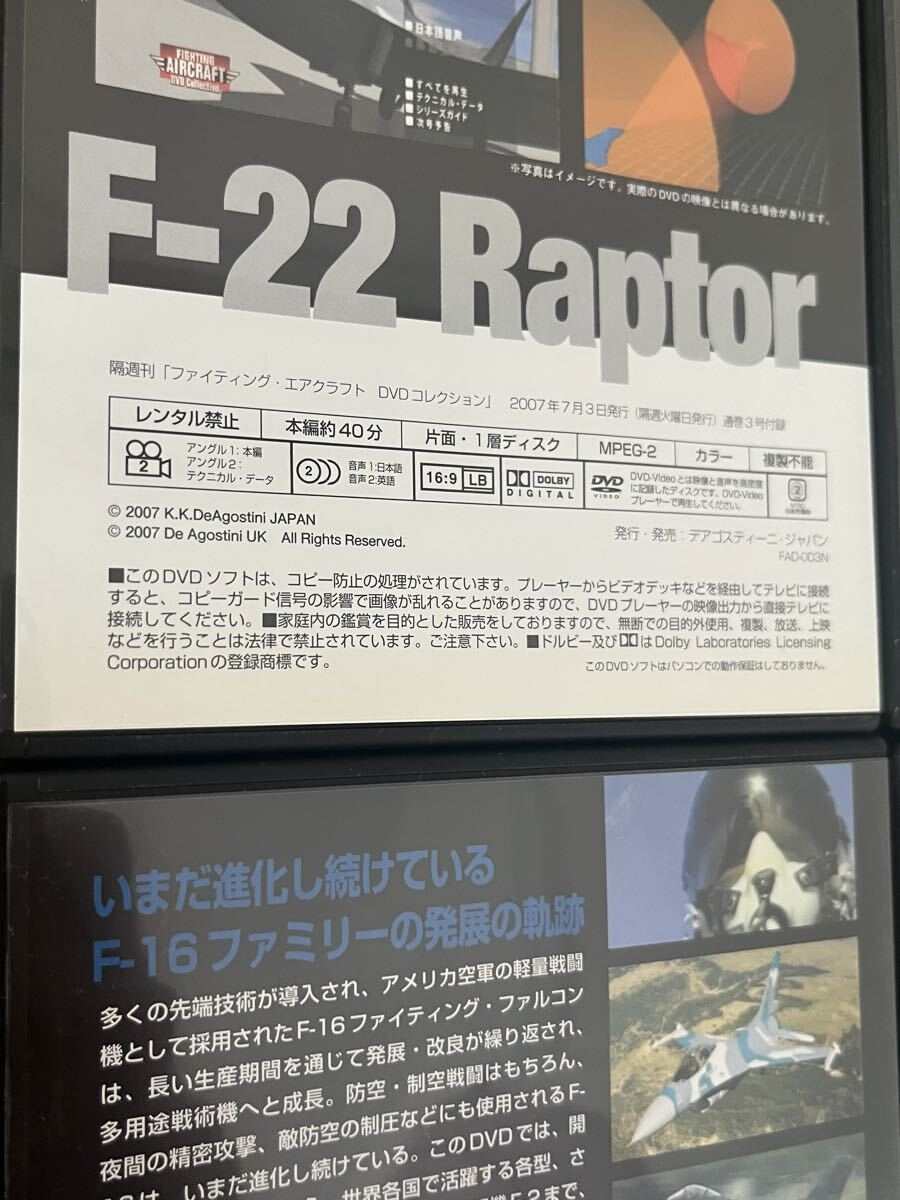 ■日本語音声
FIGHTING
AIRCRAFT
DVD Collection
■すべてを再生
■テクニカル・データ
■シリーズガイド
■次号予告
※写真はイメージです。実際のDVDの映像とは異なる場合があります。
F-22 Raptor
隔週刊「ファイティング・エアクラフト DVDコレクション」 2007年7月3日発行（隔週火曜日発行）通巻3号付録
レンタル禁止 本編約40分 片面・1層ディスク MPEG-2 カラー 複製不能
2 アングル1：本編
アングル2：
テクニカル・データ
2 音声1：日本語
音声2：英語
16:9 LB
DOLBY
DIGITAL
DVD
VIDEO
DVD-Videoとは映像と音声を高密度
に記録したディスクです。DVD-Video
プレーヤーで再生してください。
2
NTSC
日本市場向
© 2007 K.K.DeAgostini JAPAN
© 2007 De Agostini UK All Rights Reserved.
発行・発売：デアゴスティーニ・ジャパン
FAD-003N
■このDVDソフトは、コピー防止の処理がされています。プレーヤーからビデオデッキなどを経由してテレビに接続
すると、コピーガード信号の影響で画像が乱れることがありますので、DVDプレーヤーの映像出力から直接テレビに
接続してください。■家庭内の鑑賞を目的とした販売をしておりますので、無断での目的外使用、複製、放送、上映
などを行うことは法律で禁止されています。ご注意下さい。■ドルビー及びはDolby Laboratories Licensing
Corporationの登録商標です。
このDVDソフトはパソコンでの動作保証はしておりません。
いまだ進化し続けている
F-16ファミリーの発展の軌跡
多くの先端技術が導入され、アメリカ空軍の軽量戦闘
機として採用されたF-16ファイティング・ファルコン
は、長い生産期間を通じて発展・改良が繰り返され、
多用途戦術機へと成長。防空・制空戦闘はもちろん、
夜間の精密攻撃、敵防空の制圧などにも使用されるF-
16は、いまだ進化し続けている。このDVDでは、開
世界各国で活躍する各型、さ
F-2まで、